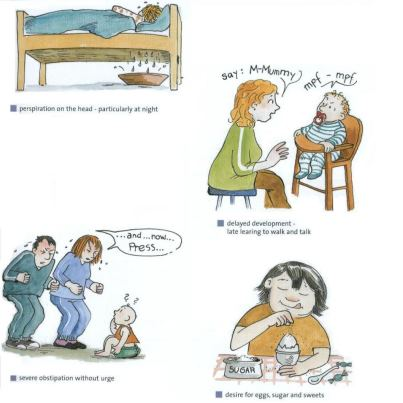 perspiration on the head - particularly at night
say: M-Mummy
mpf - mpf
delayed development -
late learing to walk and talk
...and...now...
Press...
severe obstipation without urge
SUGAR
desire for eggs, sugar and sweets